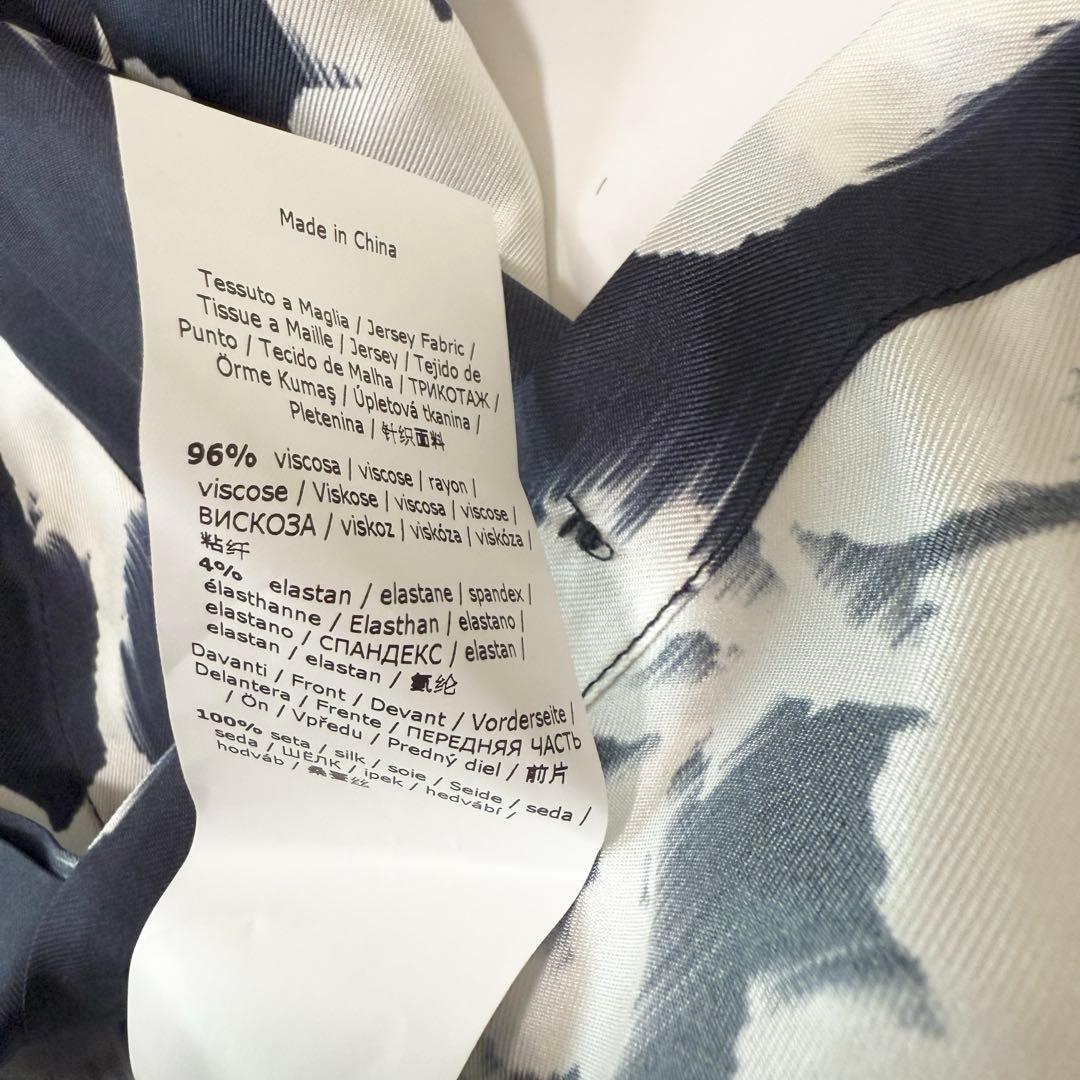 Made in China
Tessuto a Maglia / Jersey Fabric /
Tissue a Maille / Jersey / Tejido de
Punto / Tecido de Malha / ТРИКОТАЖ /
Örme Kumaş / Úpletová tkanina /
Pletenina / 针织面料
96% viscosa / viscose / rayon /
viscose / Viskose / viscosa / viscose /
ВИСКОЗА / viskoz / viskóza / viskóza /
粘纤
4% elastan / elastane / spandex /
élasthanne / Elasthan / elastano /
elastano / СПАНДЕКС / elastan /
elastan / elastan / 氨纶
Davanti / Front / Devant / Vorderseite /
Delantera / Frente / ПЕРЕДНЯЯ ЧАСТЬ
/ Ön / Vpředu / Predný diel / 前片
100% seta / silk / soie / Seide / seda /
seda / ШЁЛК / ipek / hedvábí /
hodváb / 桑蚕丝